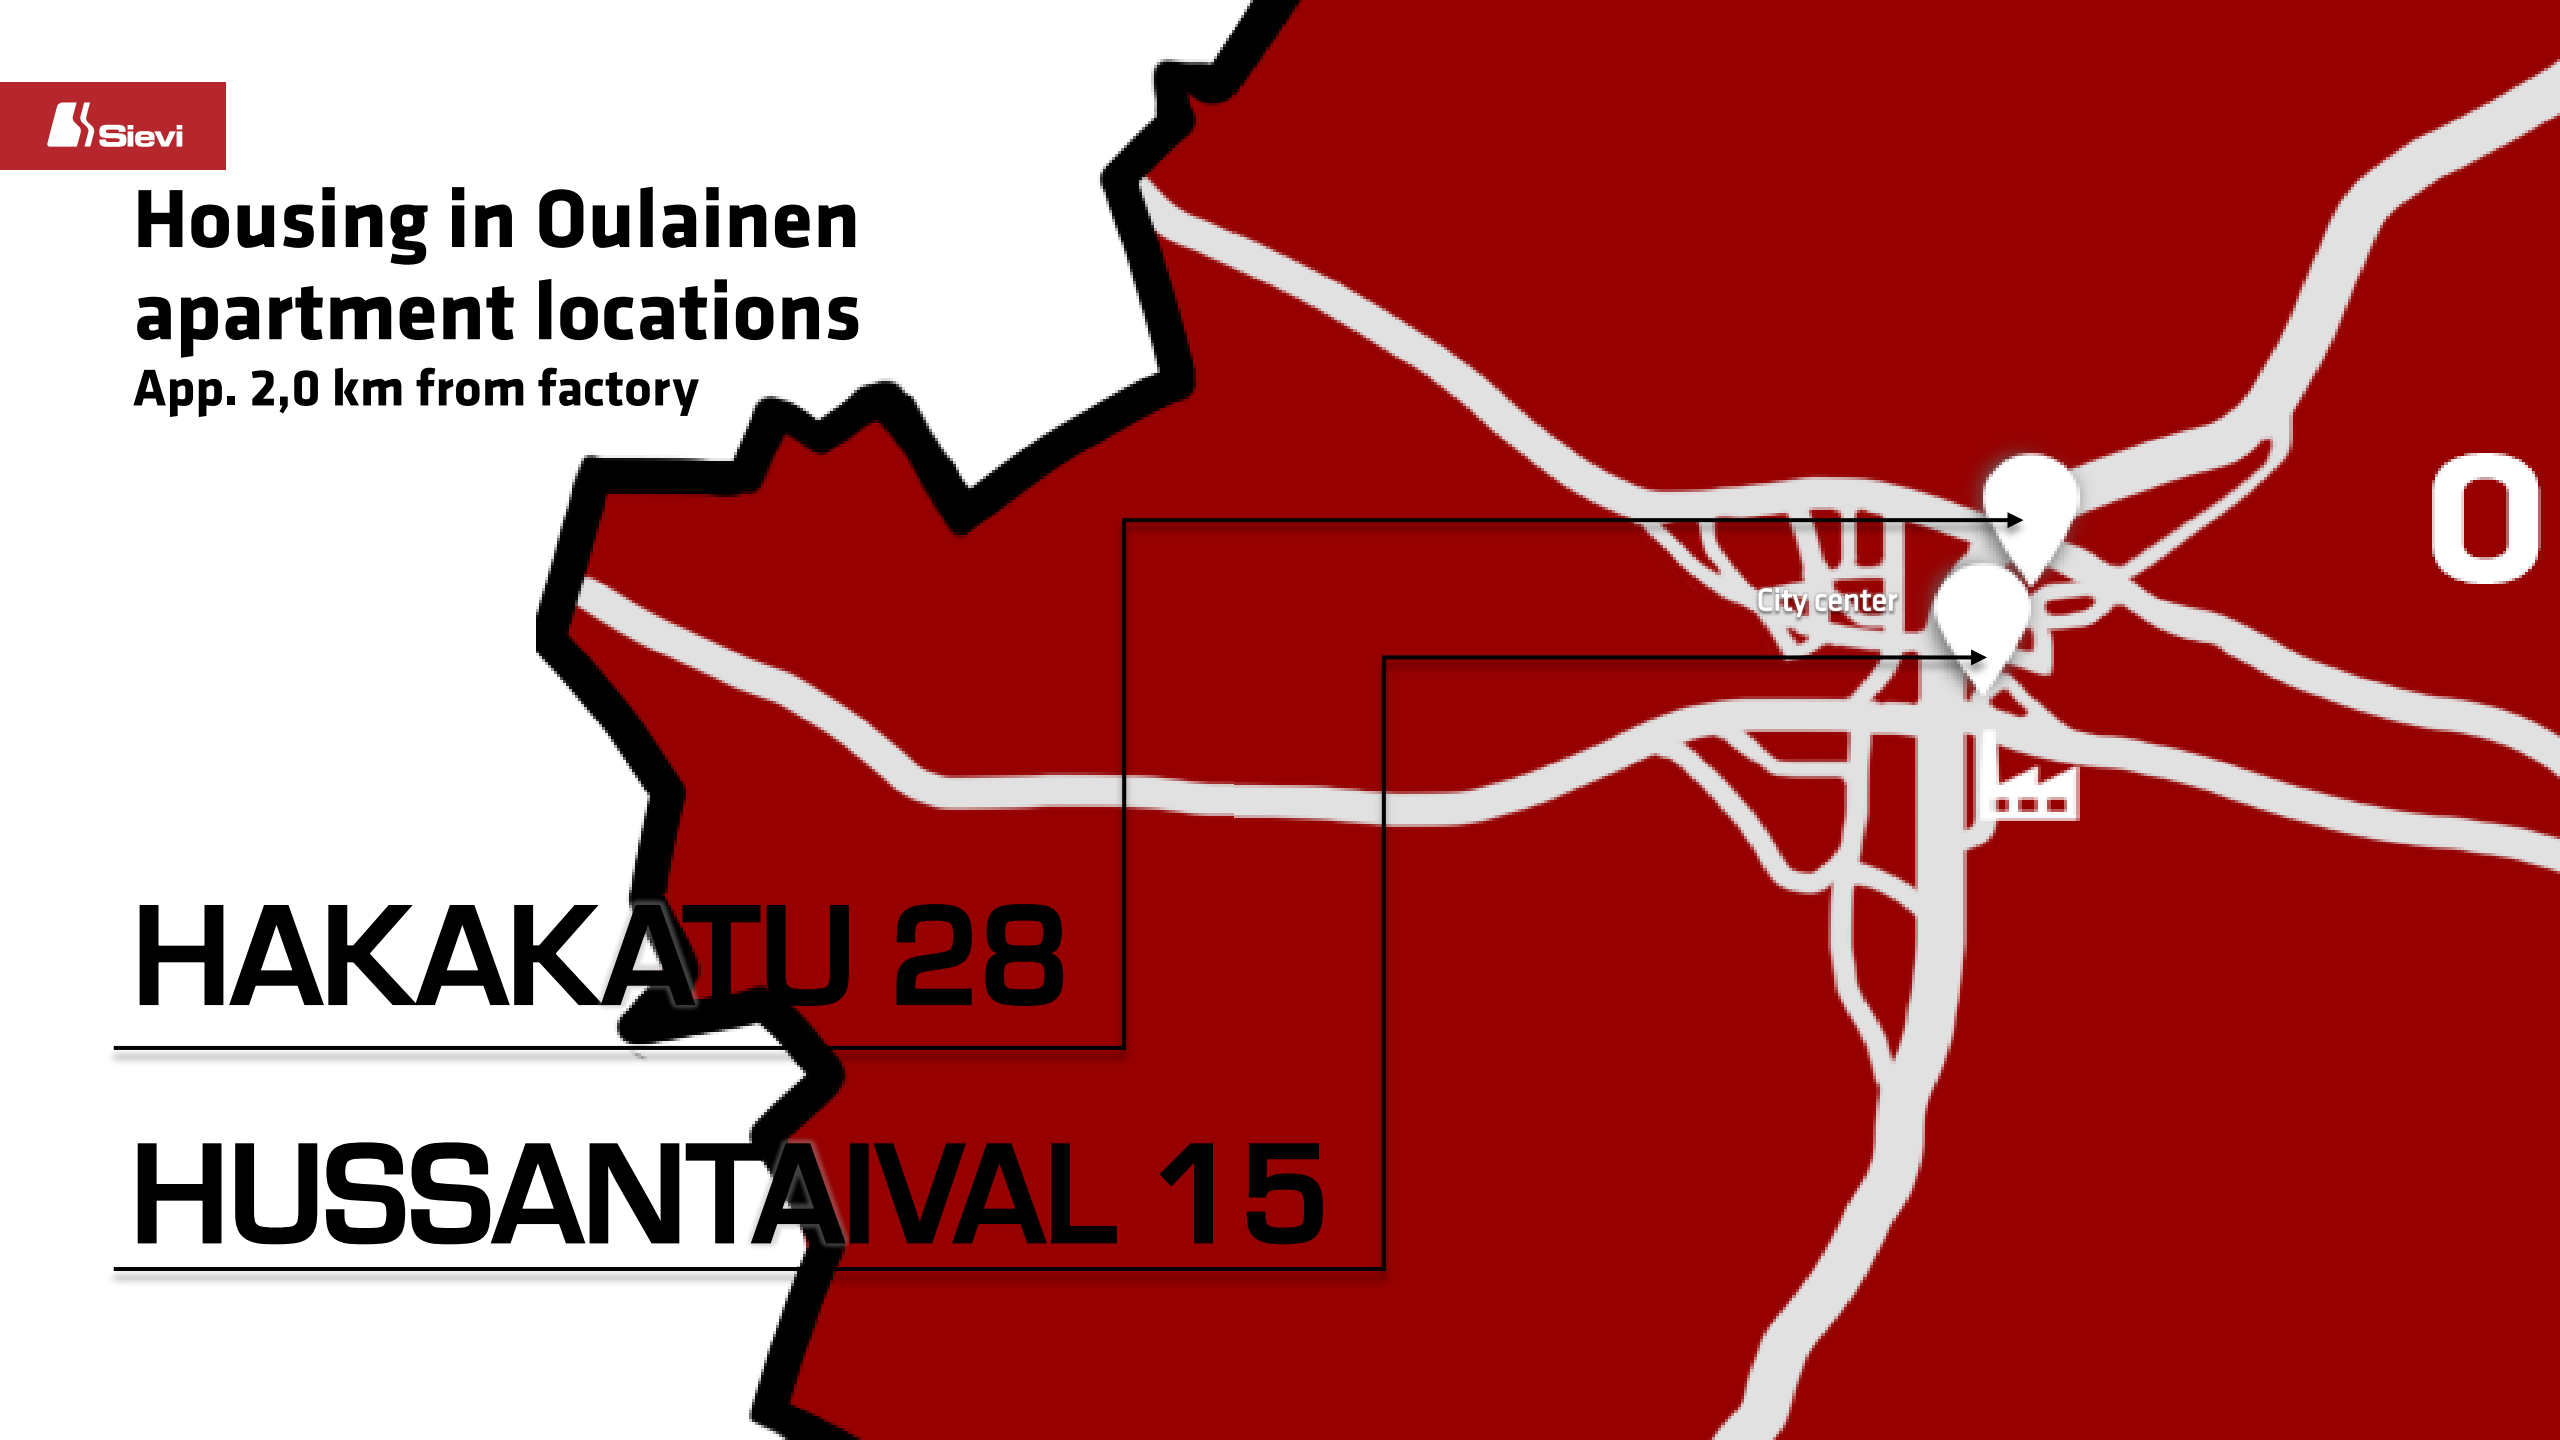 Sievi
Housing in Oulainen
apartment locations
App. 2,0 km from factory
City center
O
HAKAKATU 28
HUSSANTAIVAL 15